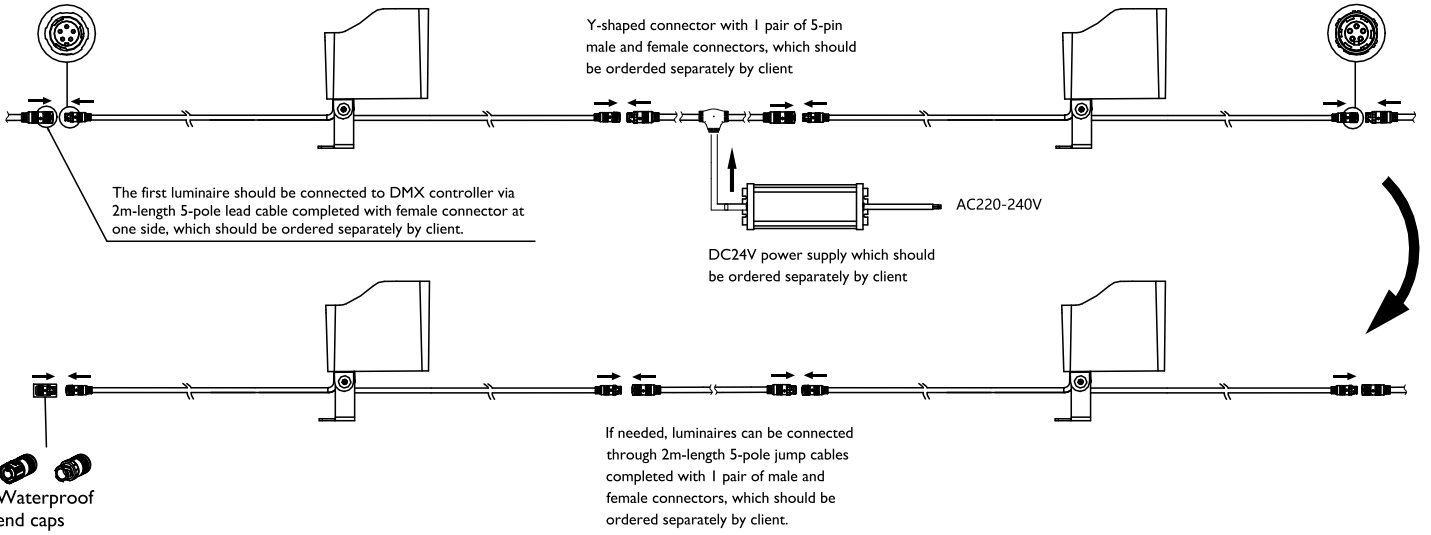 Y-shaped connector with 1 pair of 5-pin
male and female connectors, which should
be orderded separately by client
The first luminaire should be connected to DMX controller via
2m-length 5-pole lead cable completed with female connector at
one side, which should be ordered separately by client.
AC220-240V
DC24V power supply which should
be ordered separately by client
If needed, luminaires can be connected
through 2m-length 5-pole jump cables
completed with 1 pair of male and
female connectors, which should be
ordered separately by client.
Waterproof
end caps